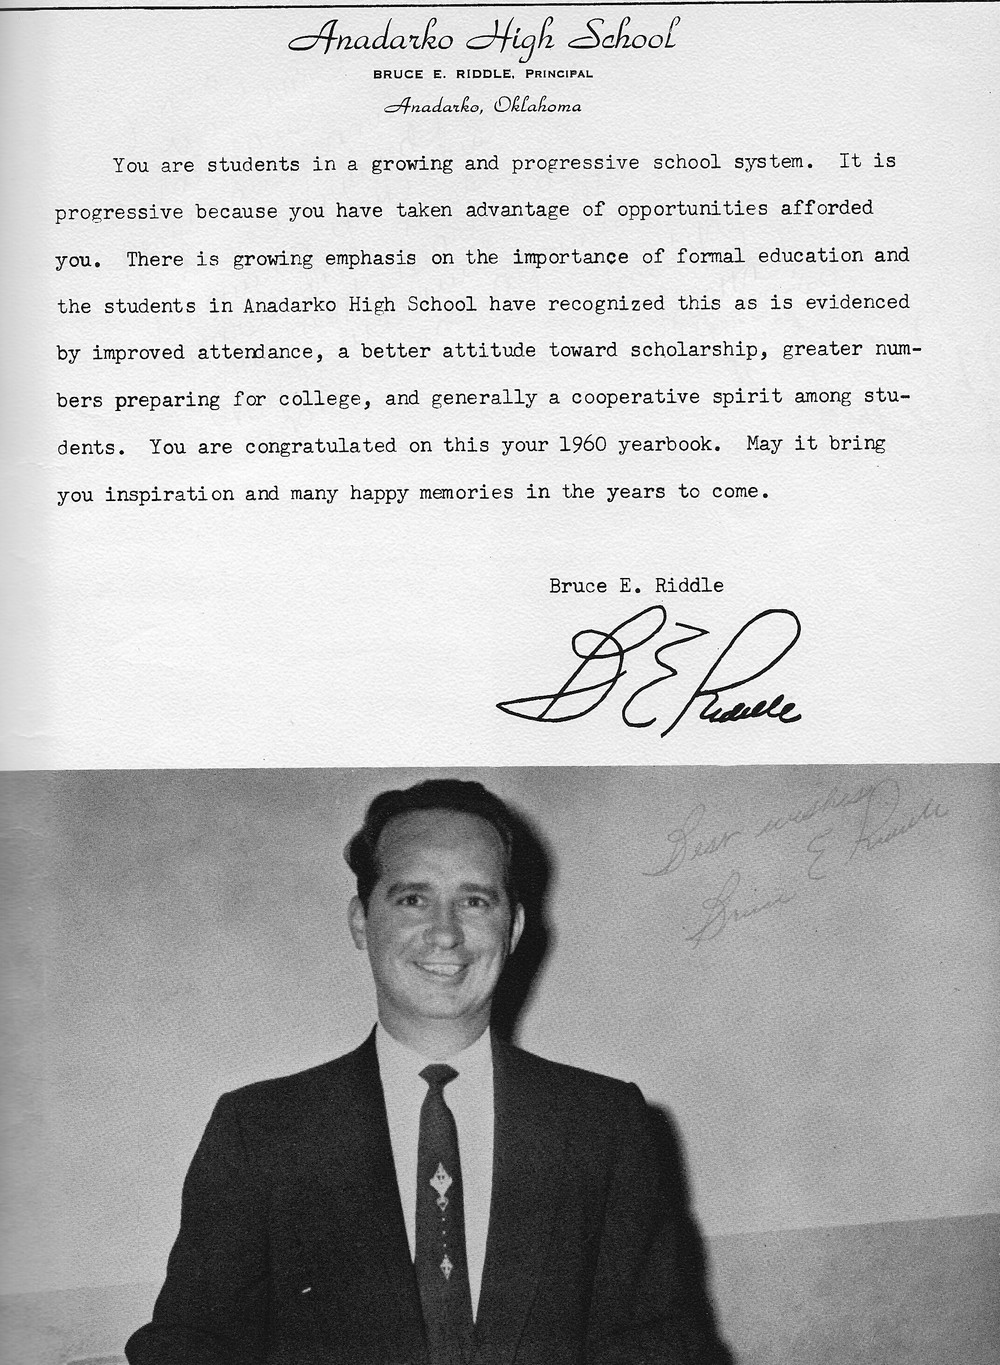 Anadarko High School
BRUCE E. RIDDLE, PRINCIPAL
Anadarko, Oklahoma
You are students in a growing and progressive school system. It is
progressive because you have taken advantage of opportunities afforded
you. There is growing emphasis on the importance of formal education and
the students in Anadarko High School have recognized this as is evidenced
by improved attendance, a better attitude toward scholarship, greater num-
bers preparing for college, and generally a cooperative spirit among stu-
dents. You are congratulated on this your 1960 yearbook. May it bring
you inspiration and many happy memories in the years to come.
Bruce E. Riddle
B E Riddle
Best wishes
Bruce E Riddle